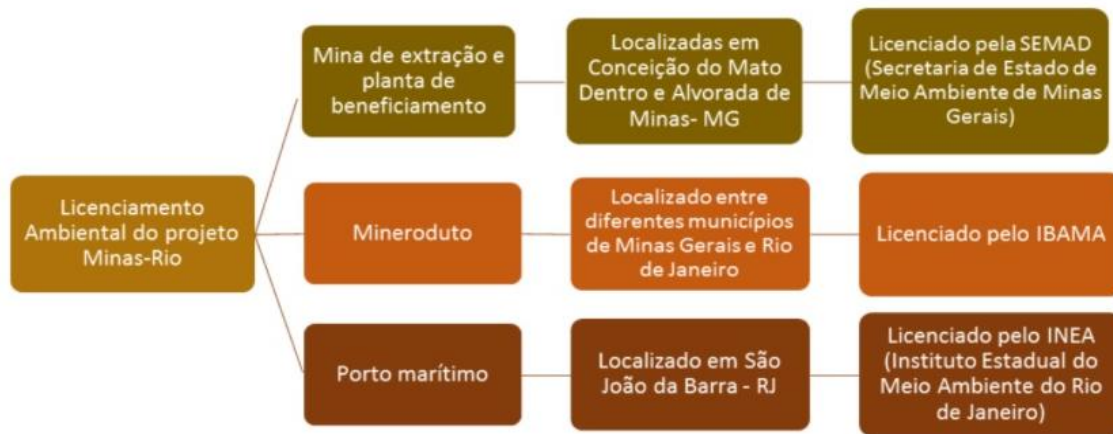 Licenciamento
Ambiental do projeto
Minas-Rio
Mina de extração e
planta de
beneficiamento
Localizadas em
Conceição do Mato
Dentro e Alvorada de
Minas- MG
Licenciado pela SEMAD
(Secretaria de Estado de
Meio Ambiente de Minas
Gerais)
Mineroduto
Localizado entre
diferentes municípios
de Minas Gerais e Rio
de Janeiro
Licenciado pelo IBAMA
Porto marítimo
Localizado em São
João da Barra - RJ
Licenciado pelo INEA
(Instituto Estadual do
Meio Ambiente do Rio
de Janeiro)